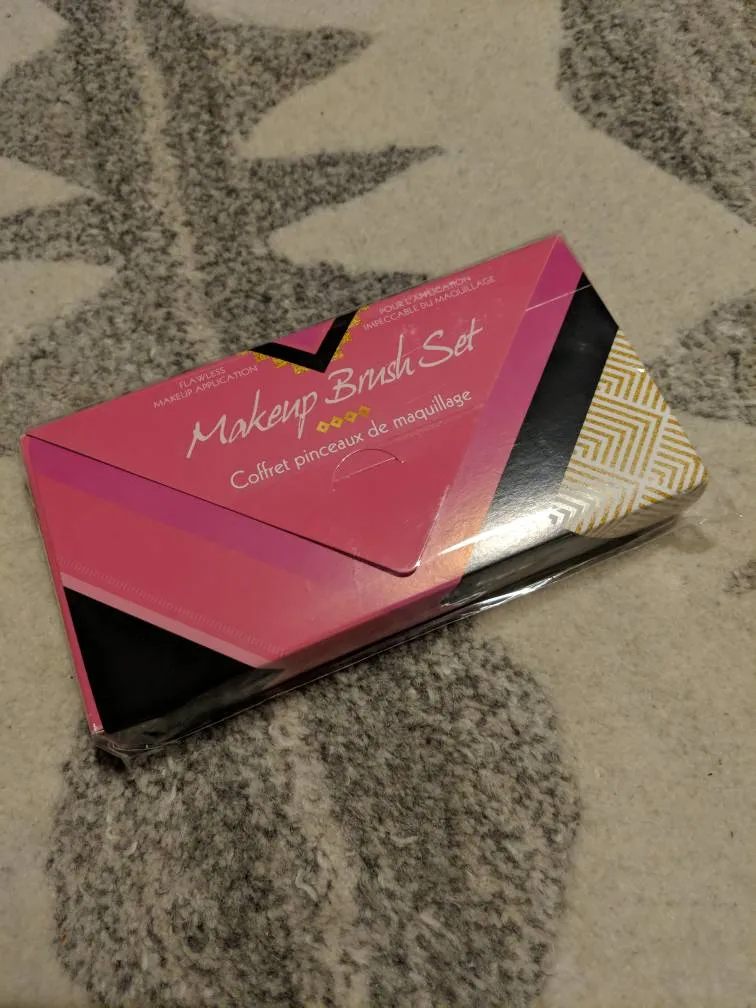 FLAWLESS
MAKEUP APPLICATION
POUR L'APPLICATION
IMPECCABLE DU MAQUILLAGE
Makeup Brush Set
Coffret pinceaux de maquillage